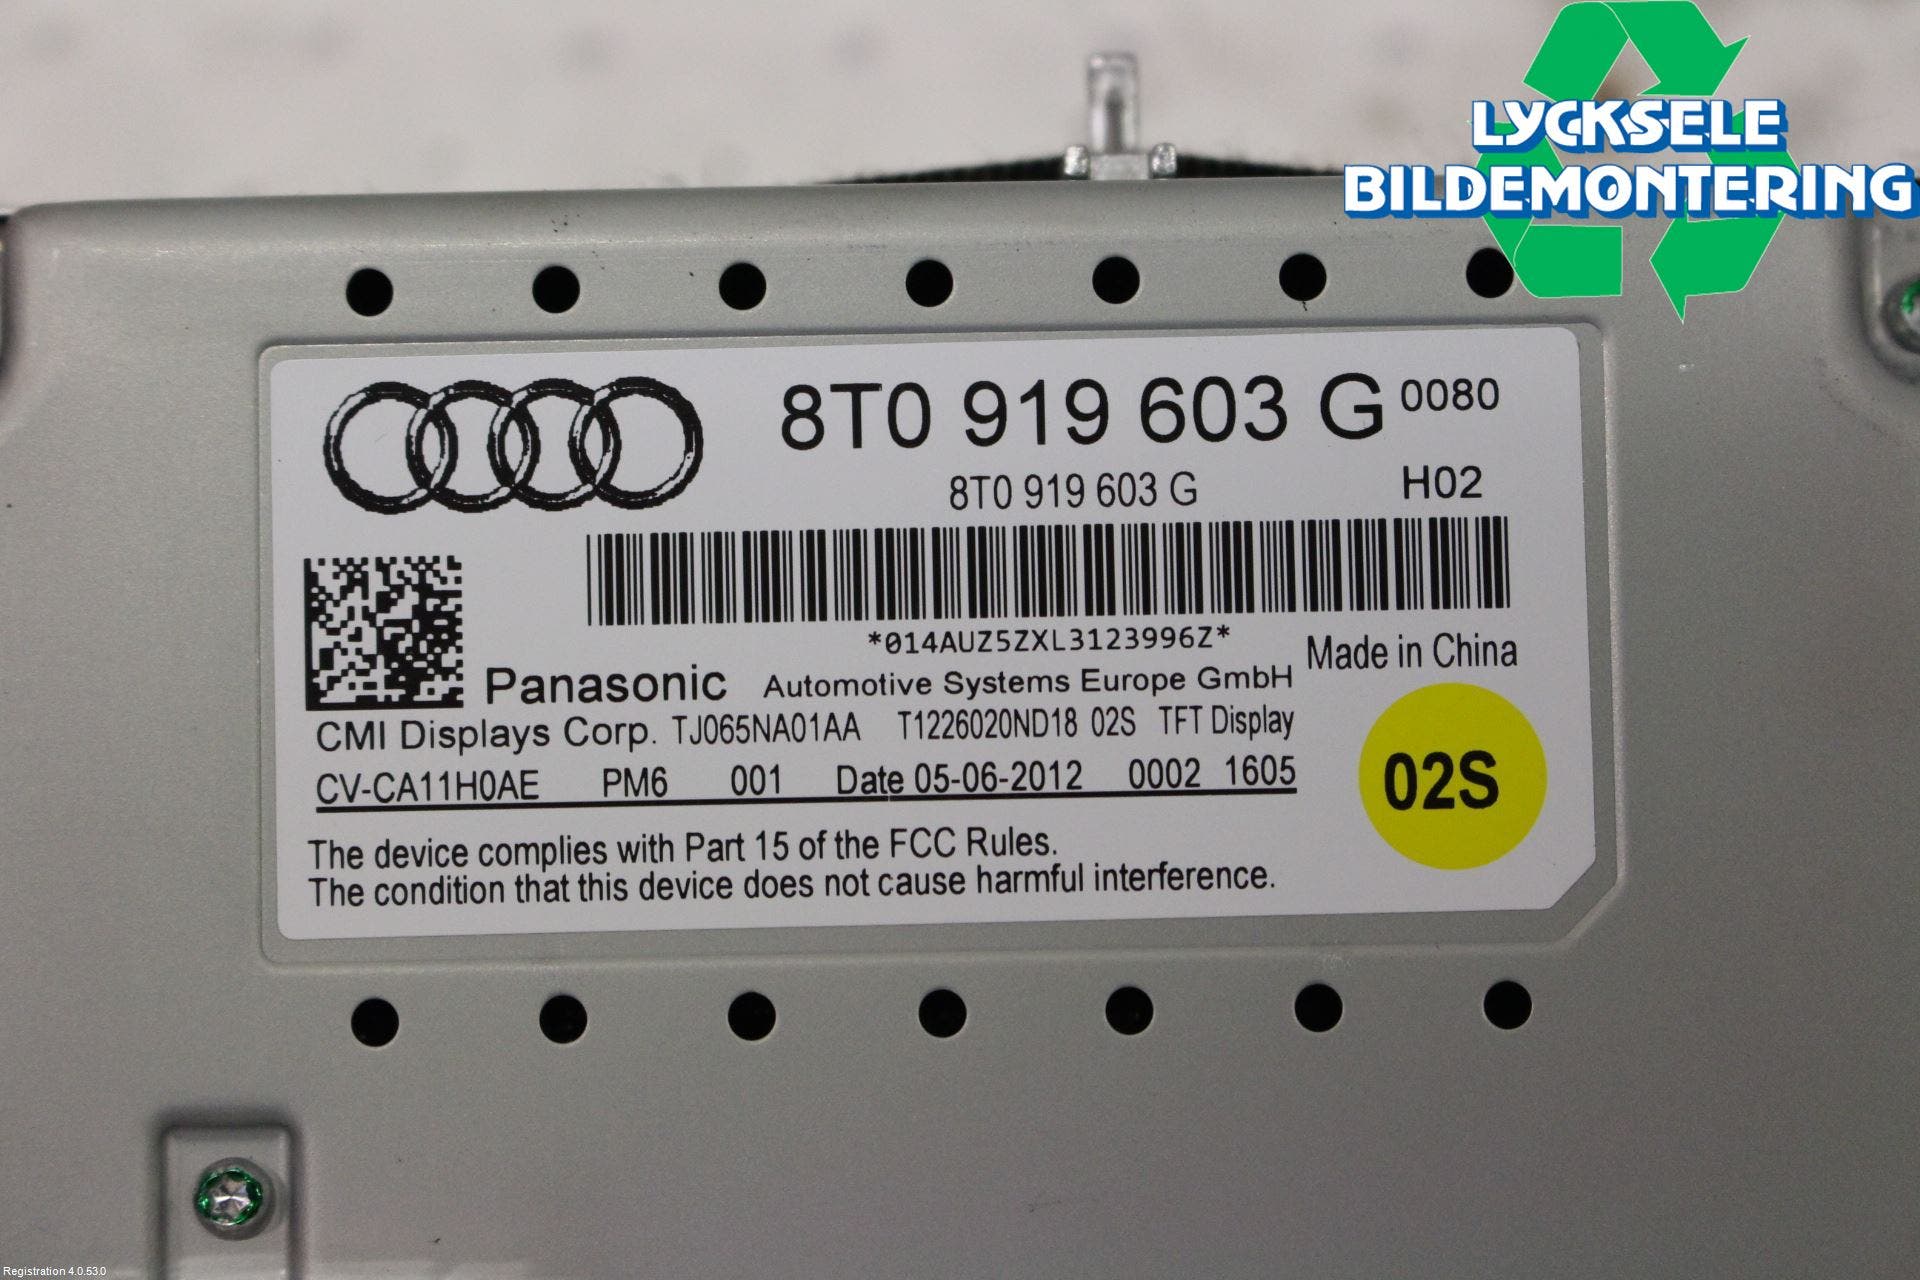 LYCKSELE
BILDEMONTERING
8T0 919 603 G 0080
8T0 919 603 G H02
*014AUZ5ZXL3123996Z*
Made in China
Panasonic Automotive Systems Europe GmbH
CMI Displays Corp. TJ065NA01AA T1226020ND18 02S TFT Display
CV-CA11H0AE PM6 001 Date 05-06-2012 0002 1605
02S
The device complies with Part 15 of the FCC Rules.
The condition that this device does not cause harmful interference.
Registration 4.0.53.0